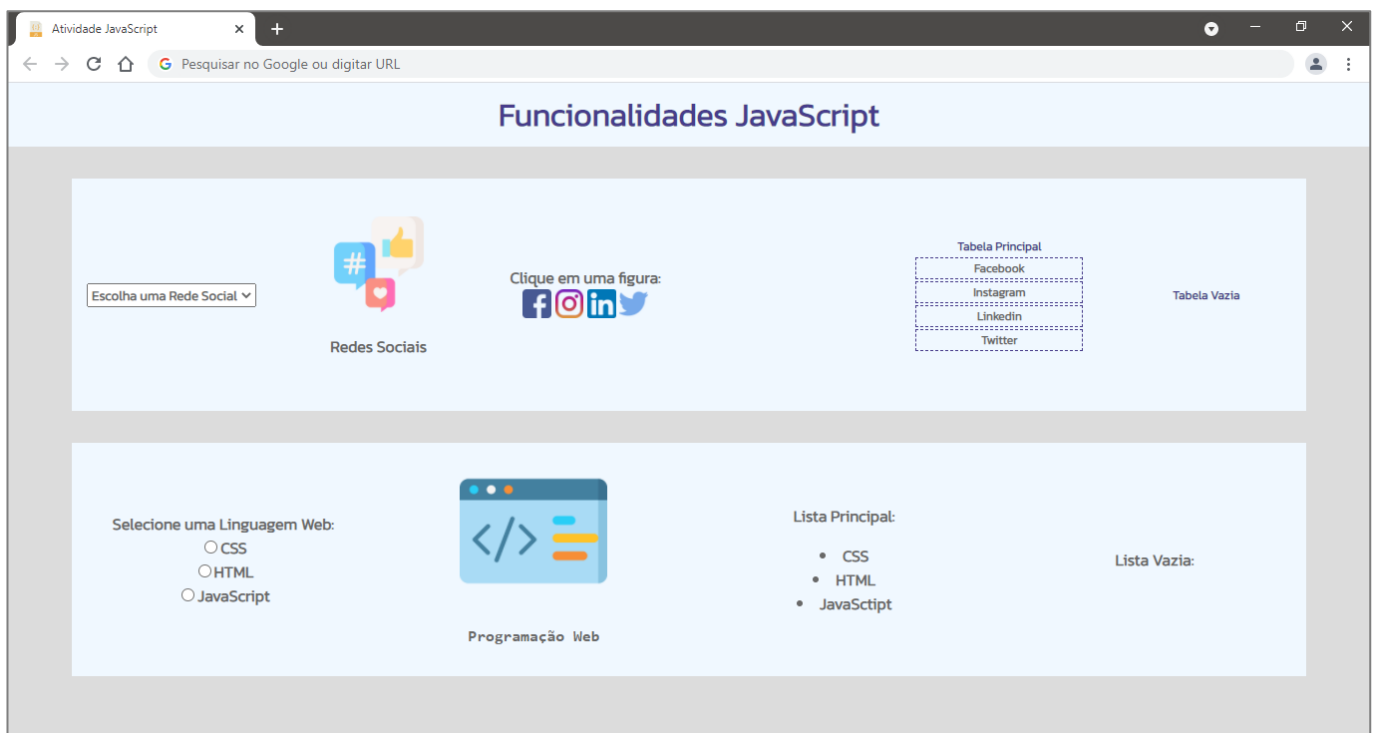 Atividade JavaScript
Pesquisar no Google ou digitar URL
Funcionalidades JavaScript
Escolha uma Rede Social
#
Redes Sociais
Clique em uma figura:
f in
Tabela Principal
Facebook
Instagram
Linkedin
Twitter
Tabela Vazia
Selecione uma Linguagem Web:
CSS
HTML
JavaScript
</>
Programação Web
Lista Principal:
• CSS
• HTML
• JavaSctipt
Lista Vazia: